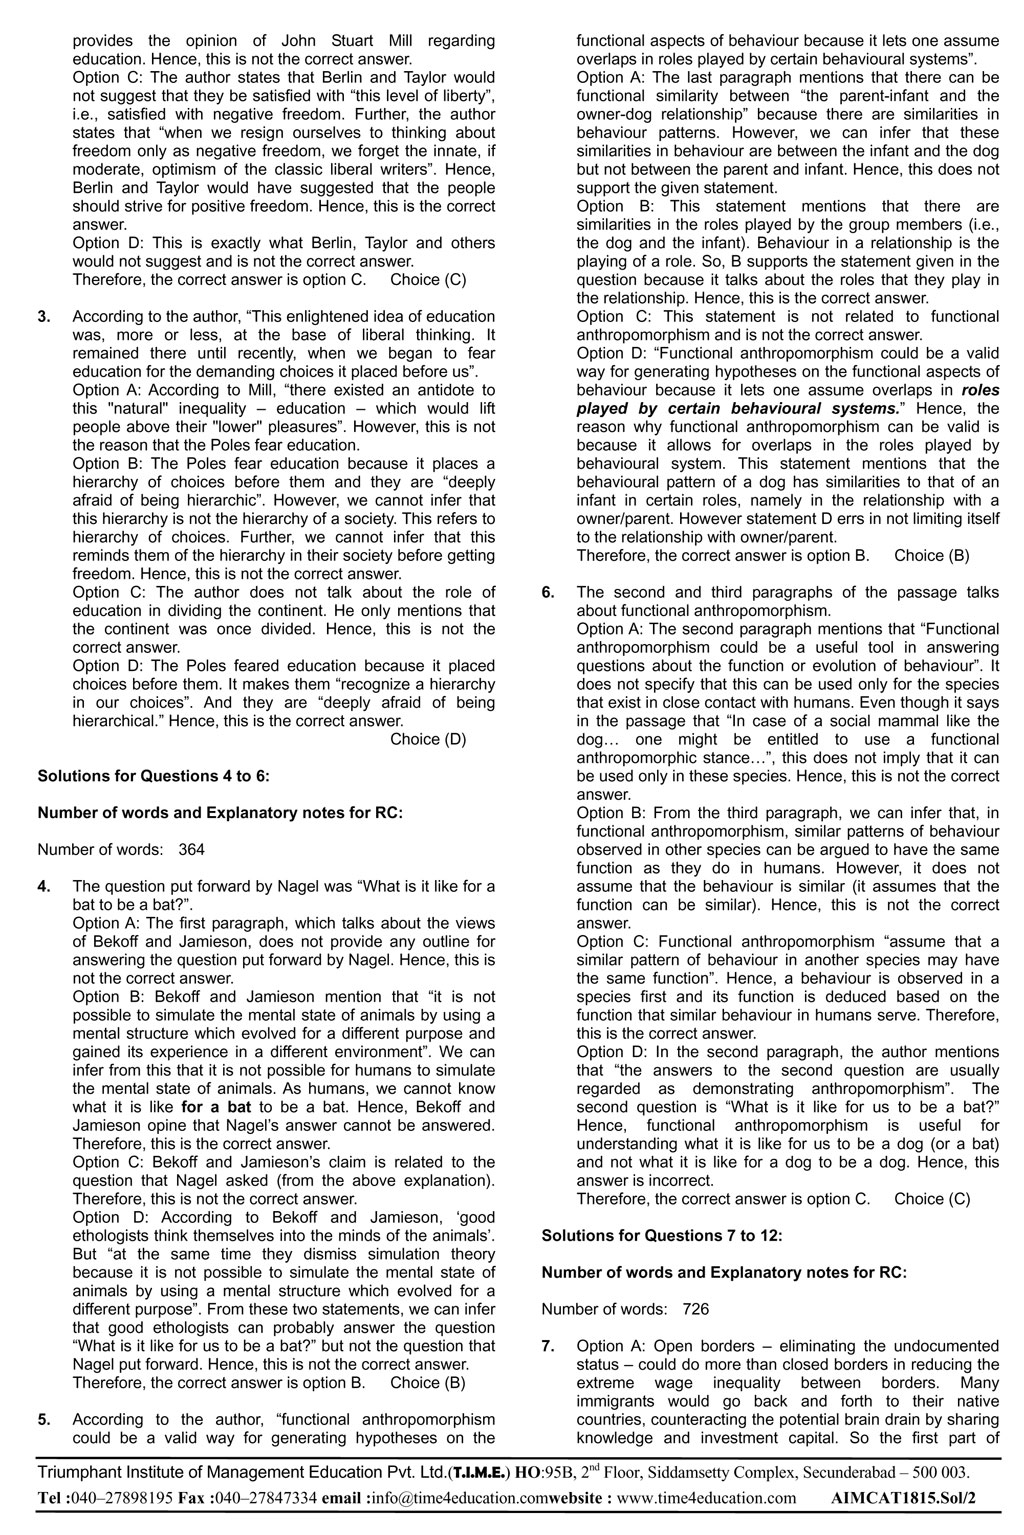 provides the opinion of John Stuart Mill regarding
education. Hence, this is not the correct answer.
Option C: The author states that Berlin and Taylor would
not suggest that they be satisfied with “this level of liberty”,
i.e., satisfied with negative freedom. Further, the author
states that “when we resign ourselves to thinking about
freedom only as negative freedom, we forget the innate, if
moderate, optimism of the classic liberal writers”. Hence,
Berlin and Taylor would have suggested that the people
should strive for positive freedom. Hence, this is the correct
answer.
Option D: This is exactly what Berlin, Taylor and others
would not suggest and is not the correct answer.
Therefore, the correct answer is option C. Choice (C)
3. According to the author, “This enlightened idea of education
was, more or less, at the base of liberal thinking. It
remained there until recently, when we began to fear
education for the demanding choices it placed before us”.
Option A: According to Mill, “there existed an antidote to
this "natural" inequality – education – which would lift
people above their "lower" pleasures”. However, this is not
the reason that the Poles fear education.
Option B: The Poles fear education because it places a
hierarchy of choices before them and they are “deeply
afraid of being hierarchic”. However, we cannot infer that
this hierarchy is not the hierarchy of a society. This refers to
hierarchy of choices. Further, we cannot infer that this
reminds them of the hierarchy in their society before getting
freedom. Hence, this is not the correct answer.
Option C: The author does not talk about the role of
education in dividing the continent. He only mentions that
the continent was once divided. Hence, this is not the
correct answer.
Option D: The Poles feared education because it placed
choices before them. It makes them “recognize a hierarchy
in our choices”. And they are “deeply afraid of being
hierarchical.” Hence, this is the correct answer.
Choice (D)
Solutions for Questions 4 to 6:
Number of words and Explanatory notes for RC:
Number of words: 364
4. The question put forward by Nagel was “What is it like for a
bat to be a bat?”.
Option A: The first paragraph, which talks about the views
of Bekoff and Jamieson, does not provide any outline for
answering the question put forward by Nagel. Hence, this is
not the correct answer.
Option B: Bekoff and Jamieson mention that “it is not
possible to simulate the mental state of animals by using a
mental structure which evolved for a different purpose and
gained its experience in a different environment”. We can
infer from this that it is not possible for humans to simulate
the mental state of animals. As humans, we cannot know
what it is like for a bat to be a bat. Hence, Bekoff and
Jamieson opine that Nagel’s answer cannot be answered.
Therefore, this is the correct answer.
Option C: Bekoff and Jamieson’s claim is related to the
question that Nagel asked (from the above explanation).
Therefore, this is not the correct answer.
Option D: According to Bekoff and Jamieson, ‘good
ethologists think themselves into the minds of the animals’.
But “at the same time they dismiss simulation theory
because it is not possible to simulate the mental state of
animals by using a mental structure which evolved for a
different purpose”. From these two statements, we can infer
that good ethologists can probably answer the question
“What is it like for us to be a bat?” but not the question that
Nagel put forward. Hence, this is not the correct answer.
Therefore, the correct answer is option B. Choice (B)
5. According to the author, “functional anthropomorphism
could be a valid way for generating hypotheses on the
functional aspects of behaviour because it lets one assume
overlaps in roles played by certain behavioural systems”.
Option A: The last paragraph mentions that there can be
functional similarity between “the parent-infant and the
owner-dog relationship” because there are similarities in
behaviour patterns. However, we can infer that these
similarities in behaviour are between the infant and the dog
but not between the parent and infant. Hence, this does not
support the given statement.
Option B: This statement mentions that there are
similarities in the roles played by the group members (i.e.,
the dog and the infant). Behaviour in a relationship is the
playing of a role. So, B supports the statement given in the
question because it talks about the roles that they play in
the relationship. Hence, this is the correct answer.
Option C: This statement is not related to functional
anthropomorphism and is not the correct answer.
Option D: “Functional anthropomorphism could be a valid
way for generating hypotheses on the functional aspects of
behaviour because it lets one assume overlaps in roles
played by certain behavioural systems.” Hence, the
reason why functional anthropomorphism can be valid is
because it allows for overlaps in the roles played by
behavioural system. This statement mentions that the
behavioural pattern of a dog has similarities to that of an
infant in certain roles, namely in the relationship with a
owner/parent. However statement D errs in not limiting itself
to the relationship with owner/parent.
Therefore, the correct answer is option B. Choice (B)
6. The second and third paragraphs of the passage talks
about functional anthropomorphism.
Option A: The second paragraph mentions that “Functional
anthropomorphism could be a useful tool in answering
questions about the function or evolution of behaviour”. It
does not specify that this can be used only for the species
that exist in close contact with humans. Even though it says
in the passage that “In case of a social mammal like the
dog… one might be entitled to use a functional
anthropomorphic stance…”, this does not imply that it can
be used only in these species. Hence, this is not the correct
answer.
Option B: From the third paragraph, we can infer that, in
functional anthropomorphism, similar patterns of behaviour
observed in other species can be argued to have the same
function as they do in humans. However, it does not
assume that the behaviour is similar (it assumes that the
function can be similar). Hence, this is not the correct
answer.
Option C: Functional anthropomorphism “assume that a
similar pattern of behaviour in another species may have
the same function”. Hence, a behaviour is observed in a
species first and its function is deduced based on the
function that similar behaviour in humans serve. Therefore,
this is the correct answer.
Option D: In the second paragraph, the author mentions
that “the answers to the second question are usually
regarded as demonstrating anthropomorphism”. The
second question is “What is it like for us to be a bat?”
Hence, functional anthropomorphism is useful for
understanding what it is like for us to be a dog (or a bat)
and not what it is like for a dog to be a dog. Hence, this
answer is incorrect.
Therefore, the correct answer is option C. Choice (C)
Solutions for Questions 7 to 12:
Number of words and Explanatory notes for RC:
Number of words: 726
7. Option A: Open borders – eliminating the undocumented
status – could do more than closed borders in reducing the
extreme wage inequality between borders. Many
immigrants would go back and forth to their native
countries, counteracting the potential brain drain by sharing
knowledge and investment capital. So the first part of
Triumphant Institute of Management Education Pvt. Ltd.(T.I.M.E.) HO:95B, 2nd Floor, Siddamsetty Complex, Secunderabad – 500 003.
Tel :040–27898195 Fax :040–27847334 email :info@time4education.comwebsite : www.time4education.com AIMCAT1815.Sol/2